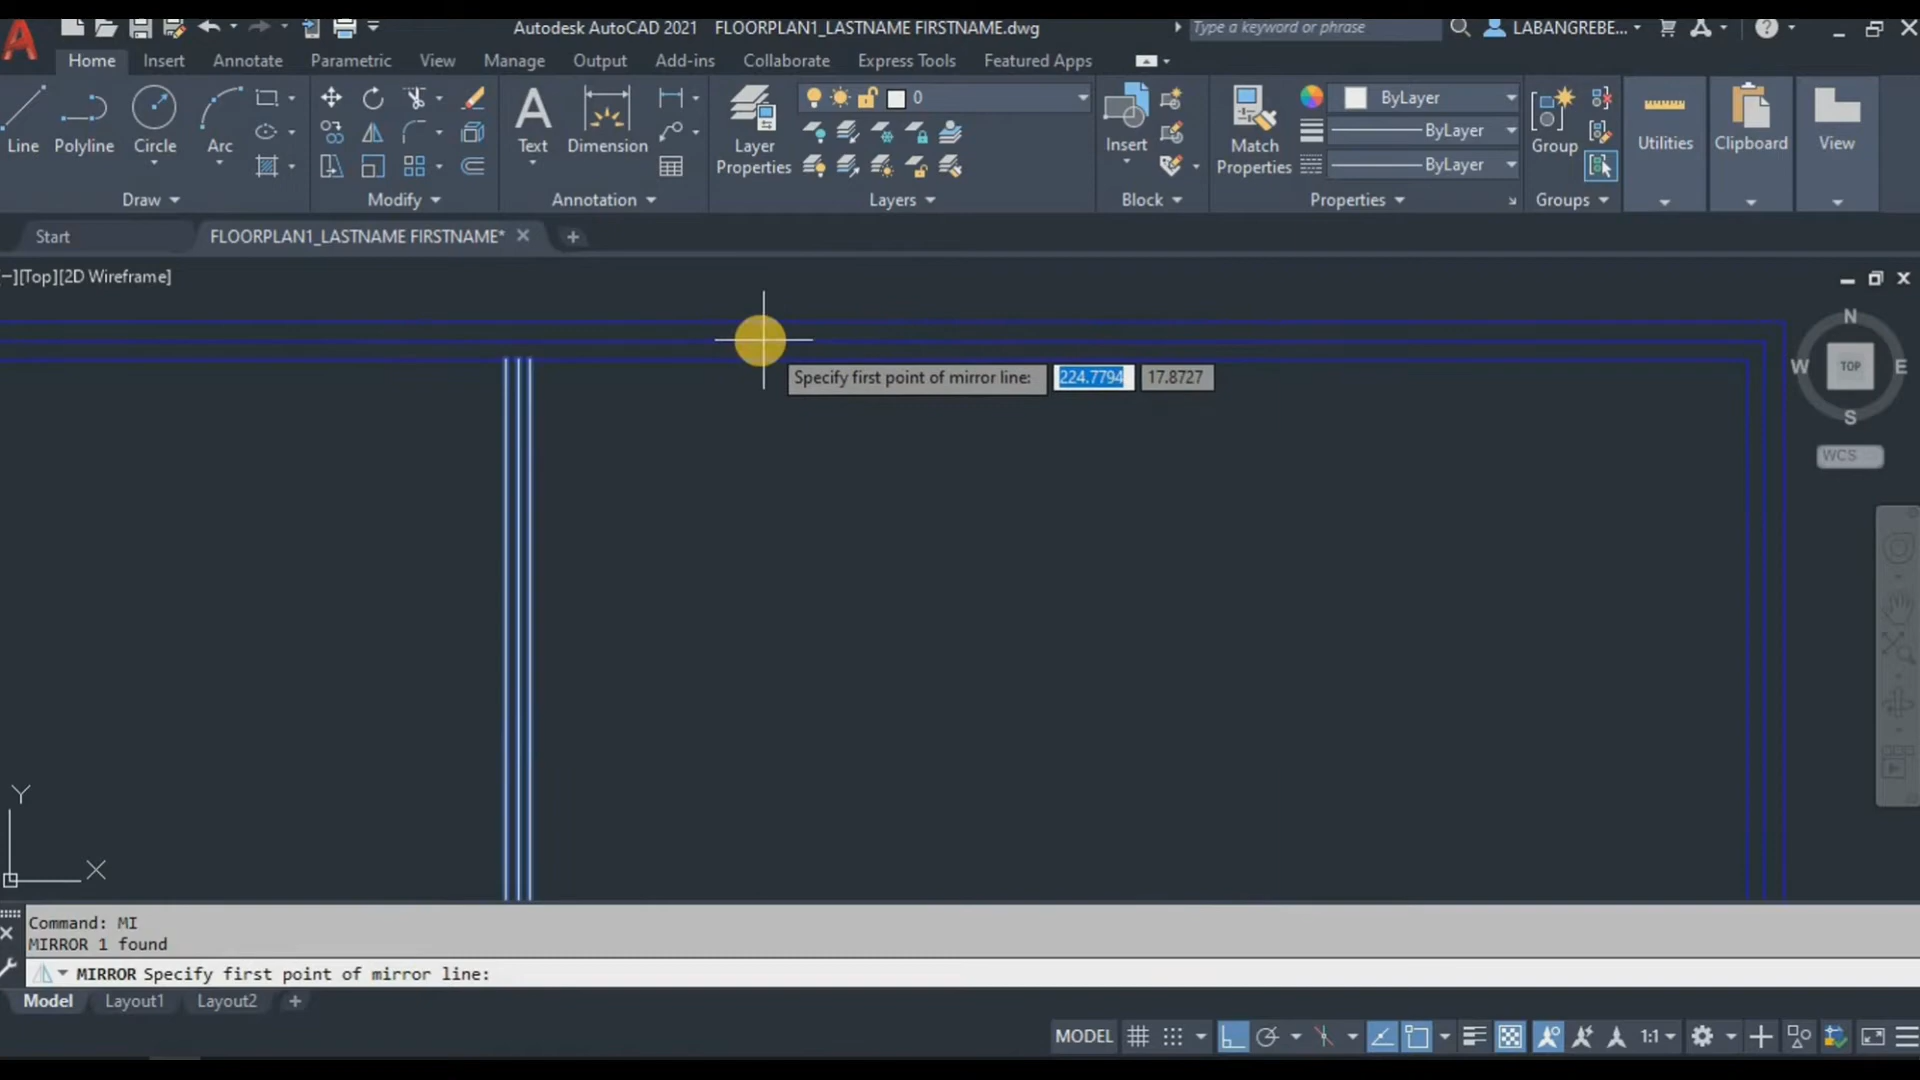 Autodesk AutoCAD 2021 FLOORPLAN1_LASTNAME FIRSTNAME.dwg
Type a keyword or phrase
LABANGREBE...
Home Insert Annotate Parametric View Manage Output Add-ins Collaborate Express Tools Featured Apps
0
ByLayer
ByLayer
ByLayer
Line Polyline Circle Arc
Text Dimension
Layer Properties
Insert
Match Properties
Group
Utilities
Clipboard
View
Draw Modify Annotation Layers Block Properties Groups
Start FLOORPLAN1_LASTNAME FIRSTNAME*
[−][Top][2D Wireframe]
N
W TOP E
S
WCS
Specify first point of mirror line: 224.7794 17.8727
Y
X
Command: MI
MIRROR 1 found
MIRROR Specify first point of mirror line:
Model Layout1 Layout2
MODEL 1:1